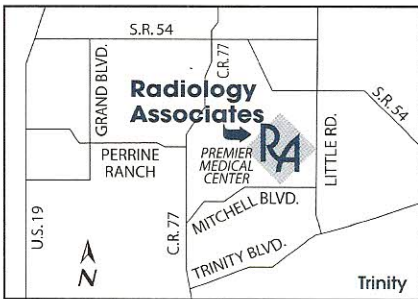 S.R. 54
GRAND BLVD.
C.R. 77
Radiology
Associates
S.R. 54
PREMIER
MEDICAL
CENTER
RA
LITTLE RD.
PERRINE
RANCH
U.S. 19
C.R. 77
MITCHELL BLVD.
TRINITY BLVD.
N
Trinity